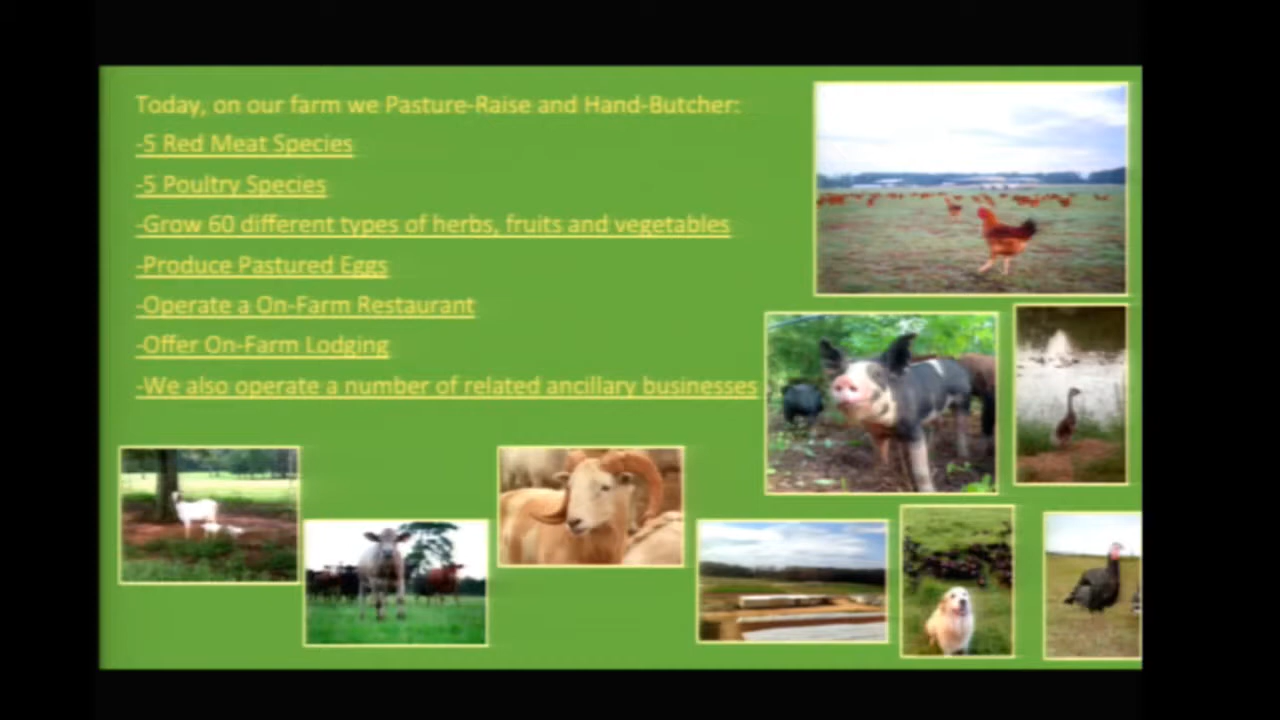 Today, on our farm we Pasture-Raise and Hand-Butcher:
-5 Red Meat Species
-5 Poultry Species
-Grow 60 different types of herbs, fruits and vegetables
-Produce Pastured Eggs
-Operate a On-Farm Restaurant
-Offer On-Farm Lodging
-We also operate a number of related ancillary businesses